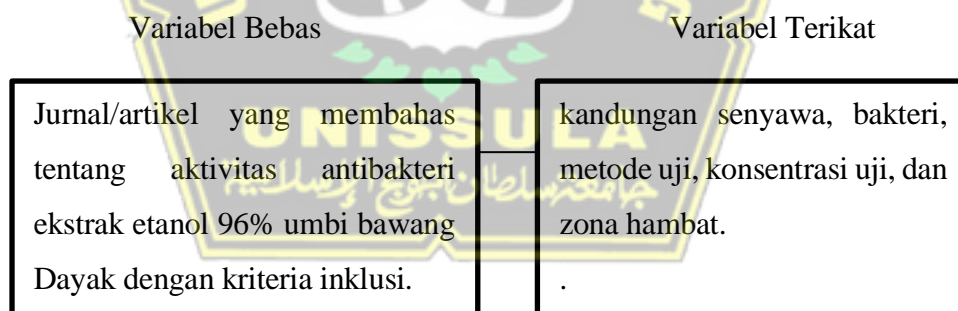 Variabel Bebas
Variabel Terikat
Jurnal/artikel yang membahas
tentang aktivitas antibakteri
ekstrak etanol 96% umbi bawang
Dayak dengan kriteria inklusi.
kandungan senyawa, bakteri,
metode uji, konsentrasi uji, dan
zona hambat.
.
UNISSULA